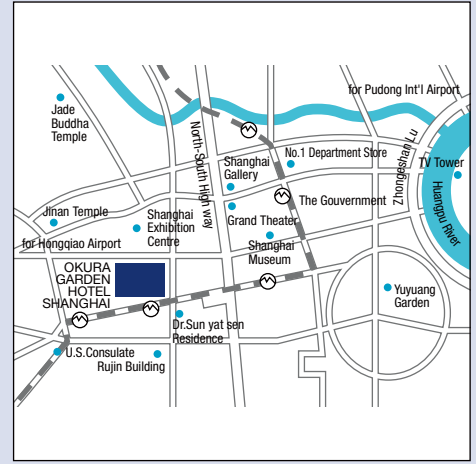 for Pudong Int'l Airport
Jade
Buddha
Temple
North-South High way
Zhongeshan Lu
No.1 Department Store
Shanghai
Gallery
TV Tower
Huangpu River
The Gouvernment
Jinan Temple
Shanghai
Exhibition
Centre
Grand Theater
for Hongqiao Airport
Shanghai
Museum
OKURA
GARDEN
HOTEL
SHANGHAI
Yuyuang
Garden
Dr.Sun yat sen
Residence
U.S.Consulate
Rujin Building